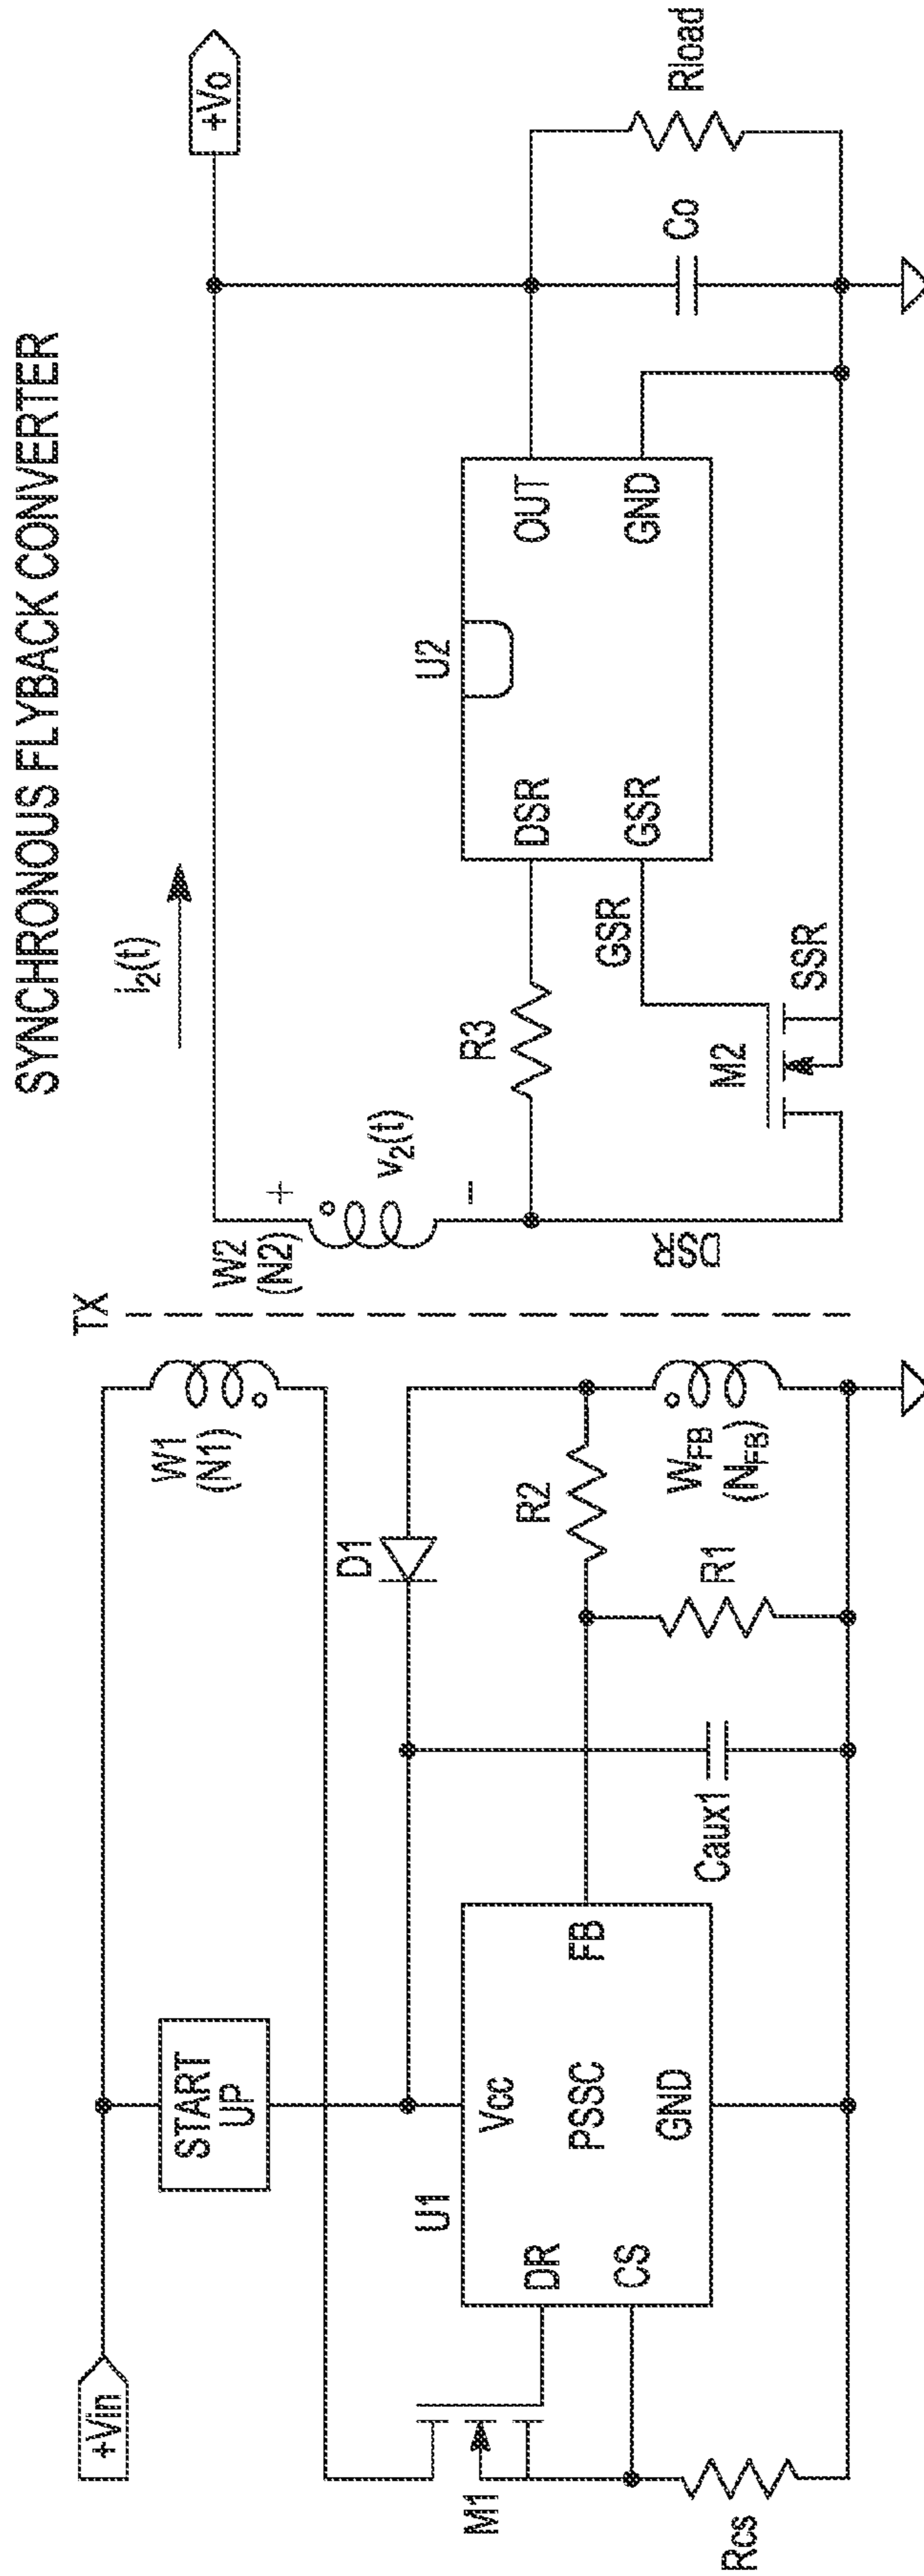 SYNCHRONOUS FLYBACK CONVERTER
+Vin
START
UP
W1
(N1)
TX
W2
(N2)
+
v₂(t)
−
i₂(t)
+Vo
M1
U1
DR
Vcc
PSSC
CS
GND
FB
Rcs
D1
R2
R1
Caux1
W_FB
(N_FB)
DSR
R3
U2
DSR
OUT
GSR
GND
GSR
M2
SSR
Co
Rload